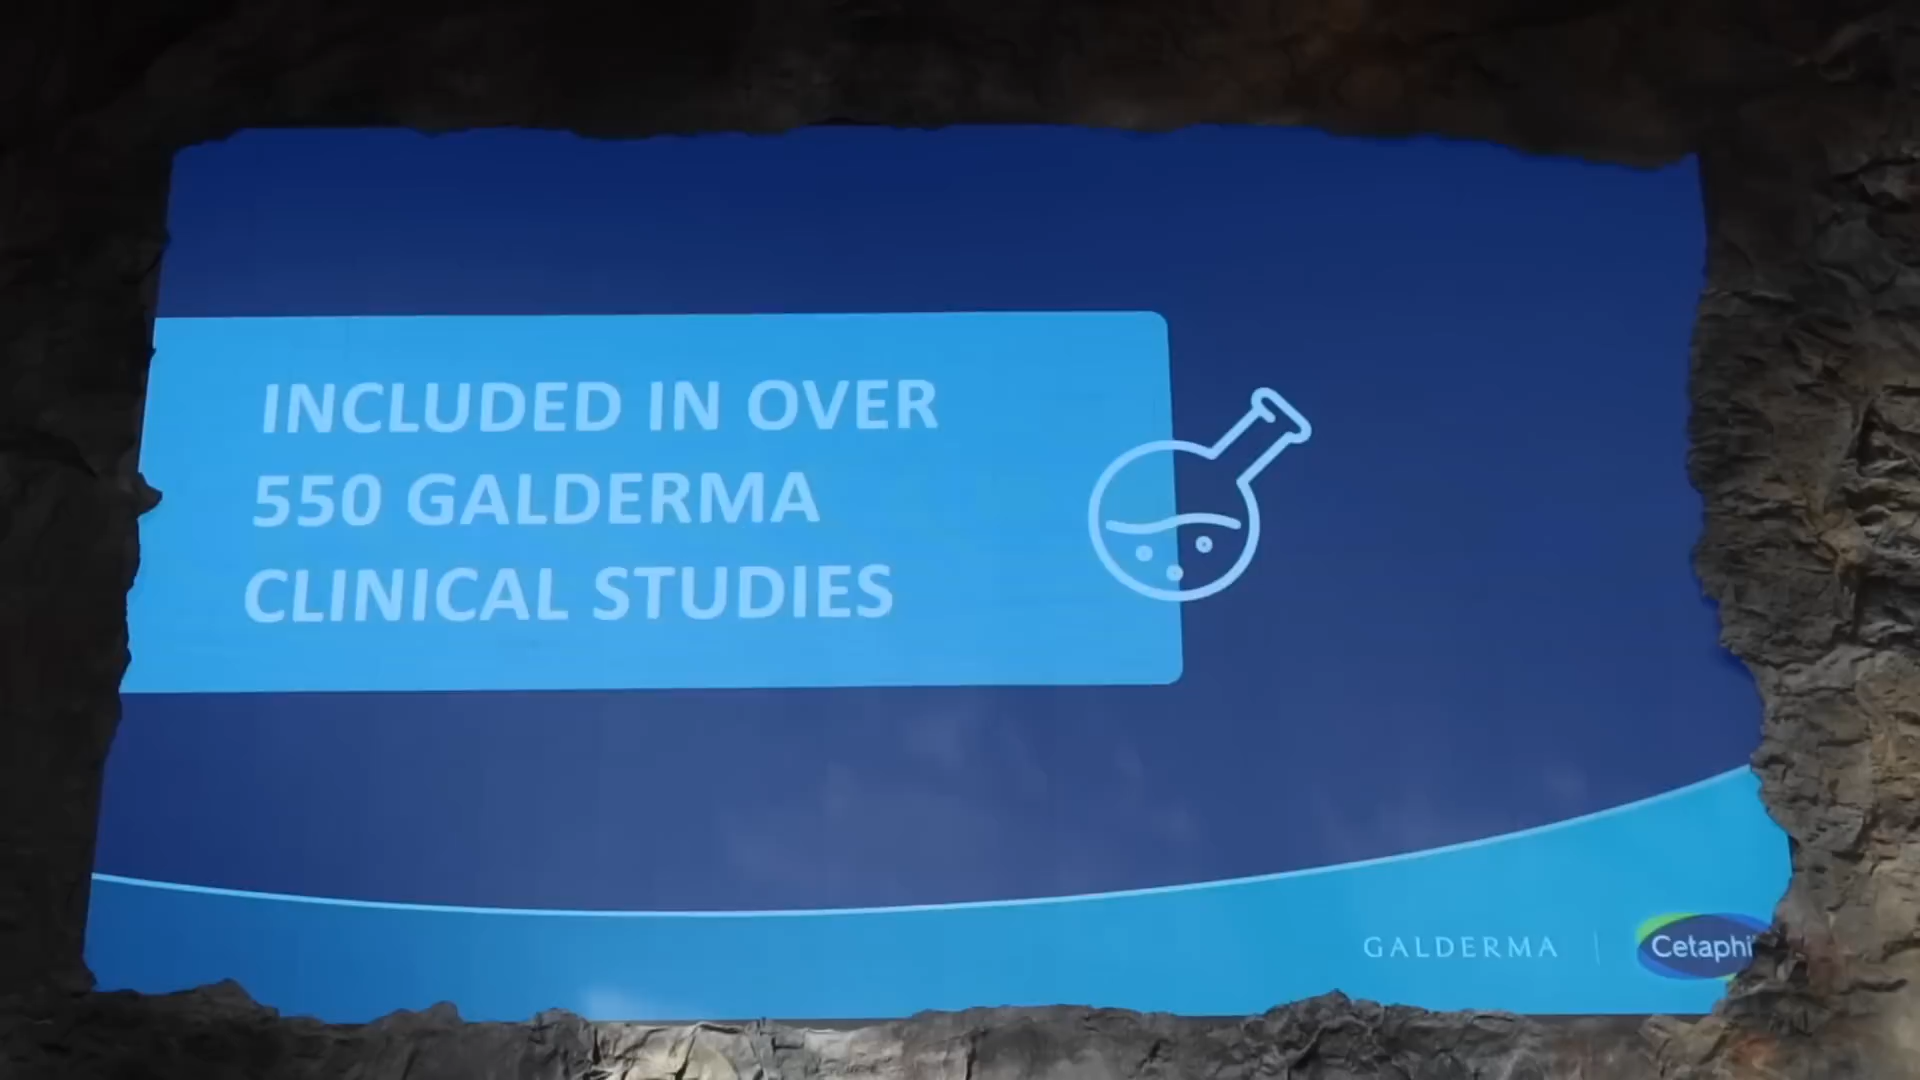 INCLUDED IN OVER
550 GALDERMA
CLINICAL STUDIES
GALDERMA
Cetaphi